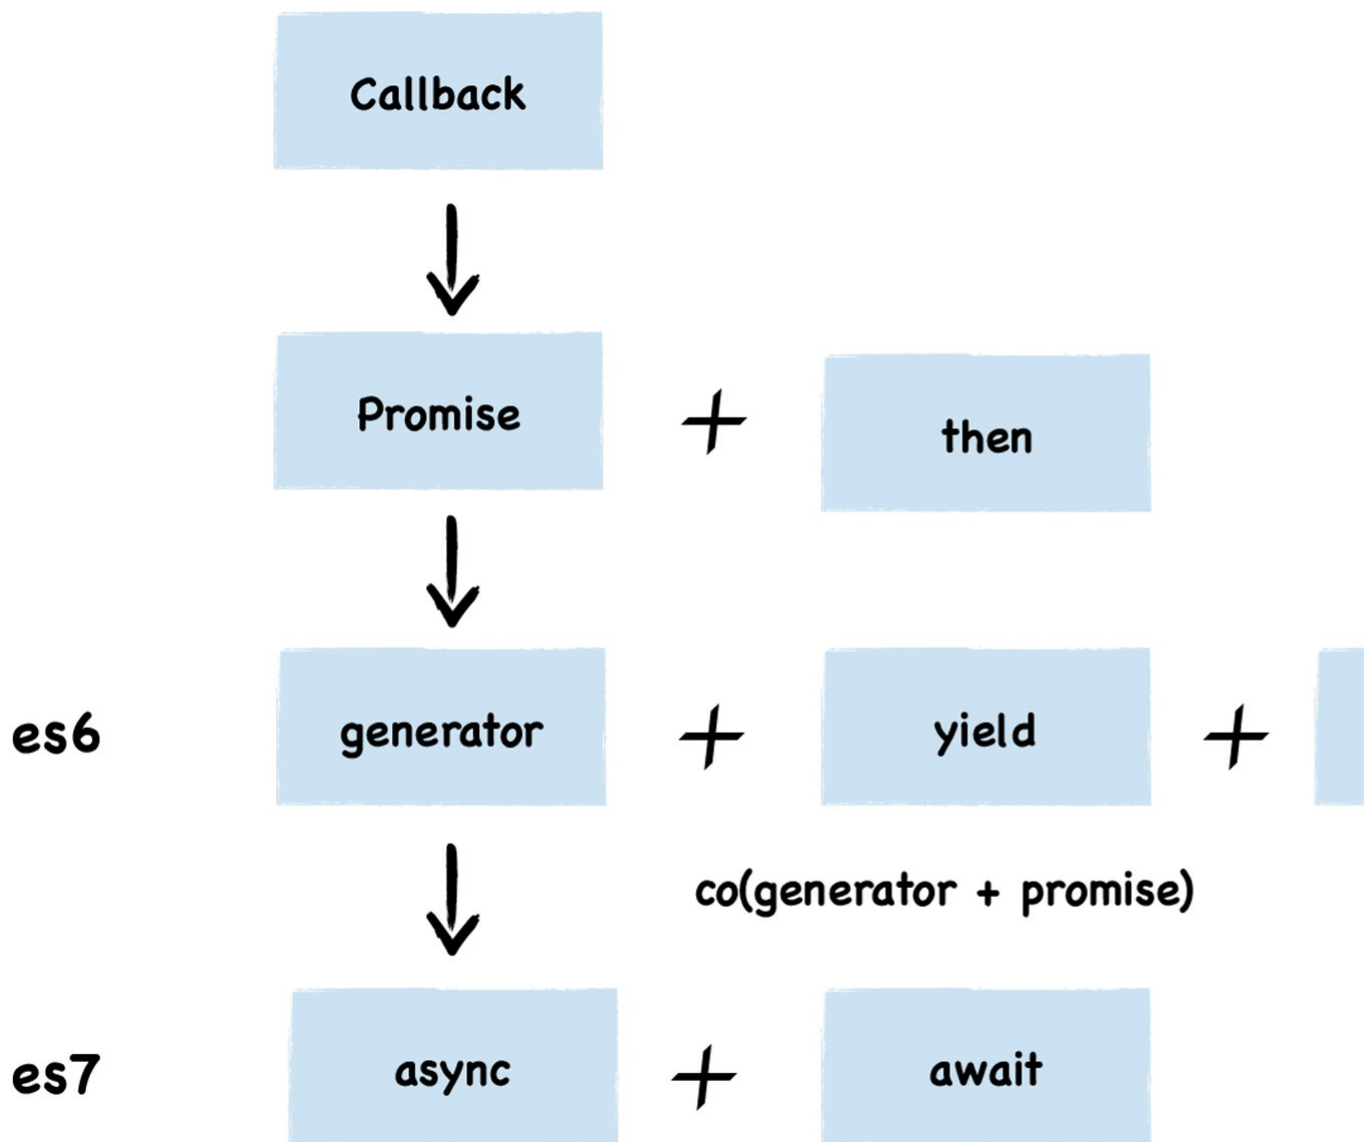 Callback
Promise + then
es6 generator + yield +
co(generator + promise)
es7 async + await